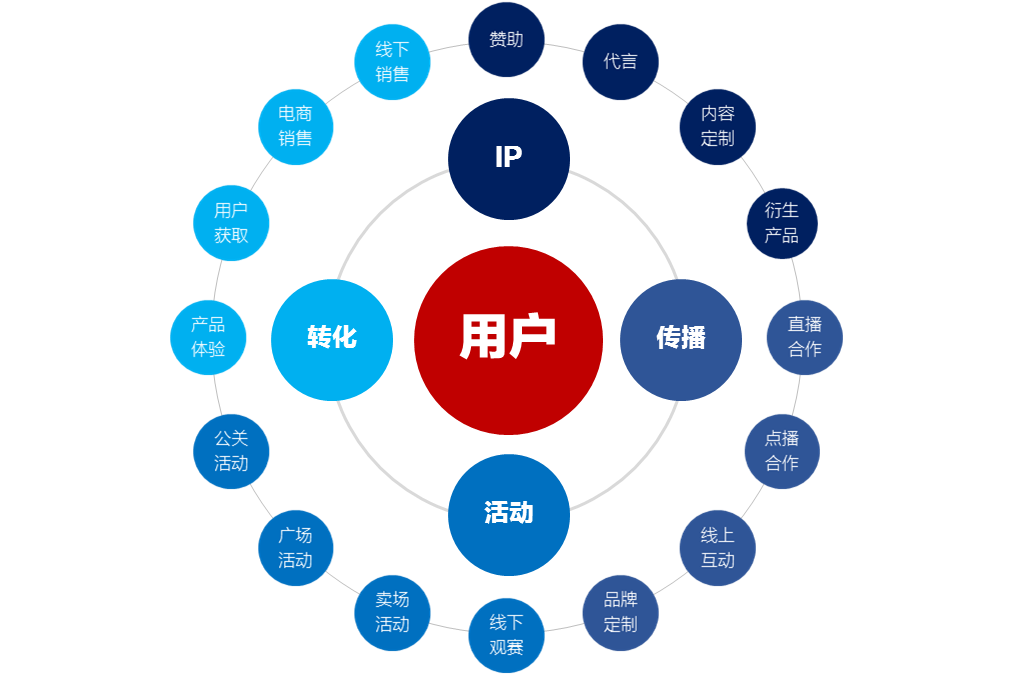 赞助
线下
销售
代言
电商
销售
内容
定制
IP
用户
获取
衍生
产品
产品
体验
转化
用户
传播
直播
合作
公关
活动
点播
合作
活动
广场
活动
线上
互动
卖场
活动
品牌
定制
线下
观赛